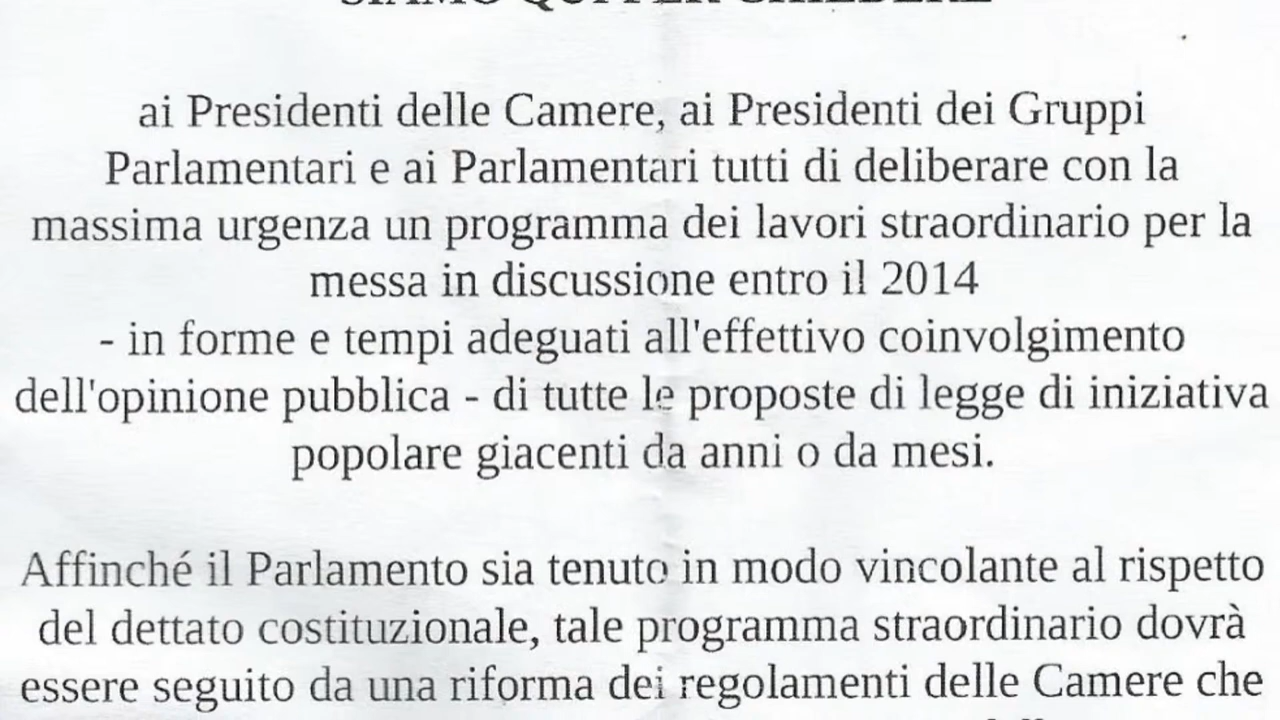 SIAMO QUI PER CHIEDERE
ai Presidenti delle Camere, ai Presidenti dei Gruppi
Parlamentari e ai Parlamentari tutti di deliberare con la
massima urgenza un programma dei lavori straordinario per la
messa in discussione entro il 2014
- in forme e tempi adeguati all'effettivo coinvolgimento
dell'opinione pubblica - di tutte le proposte di legge di iniziativa
popolare giacenti da anni o da mesi.
Affinché il Parlamento sia tenuto in modo vincolante al rispetto
del dettato costituzionale, tale programma straordinario dovrà
essere seguito da una riforma dei regolamenti delle Camere che